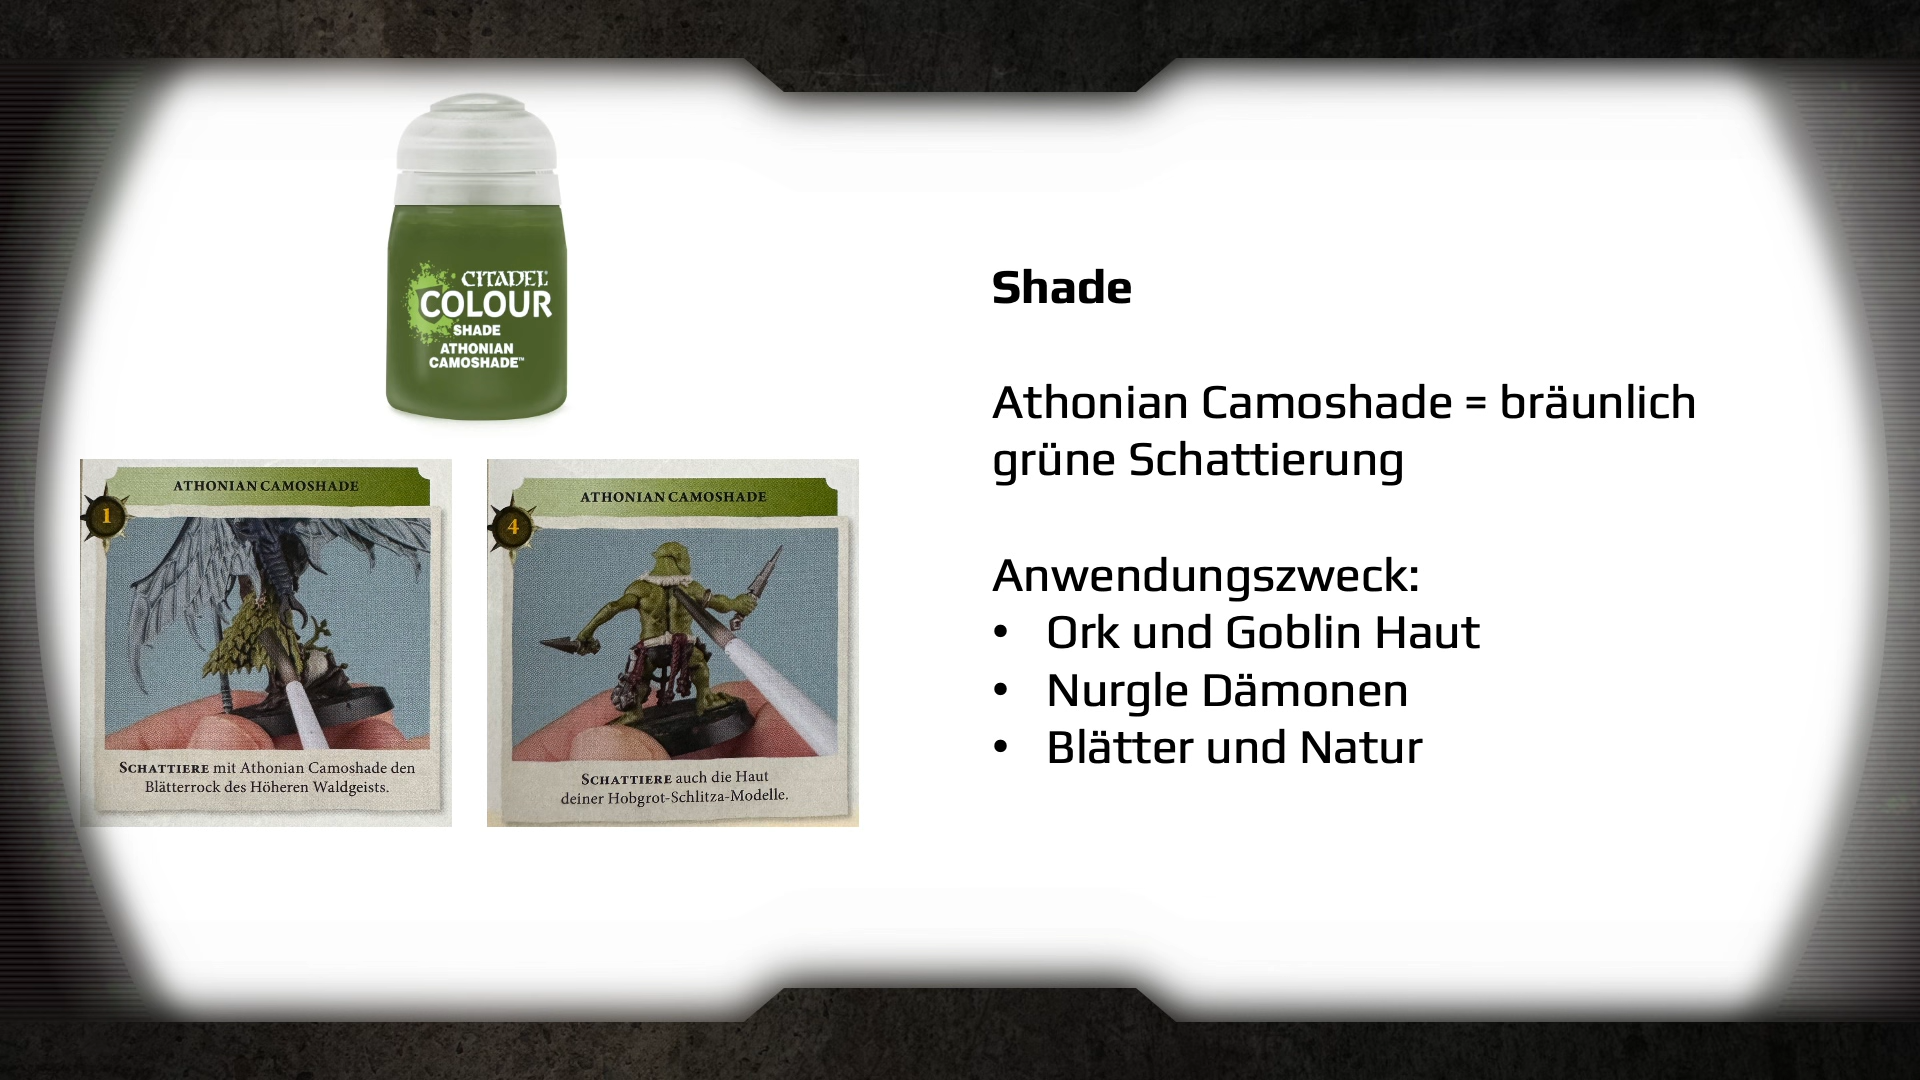 CITADEL
COLOUR
SHADE
ATHONIAN
CAMOSHADE™
ATHONIAN CAMOSHADE
1
SCHATTIERE mit Athonian Camoshade den
Blätterrock des Höheren Waldgeists.
ATHONIAN CAMOSHADE
4
SCHATTIERE auch die Haut
deiner Hobgrot-Schlitza-Modelle.
Shade
Athonian Camoshade = bräunlich
grüne Schattierung
Anwendungszweck:
• Ork und Goblin Haut
• Nurgle Dämonen
• Blätter und Natur